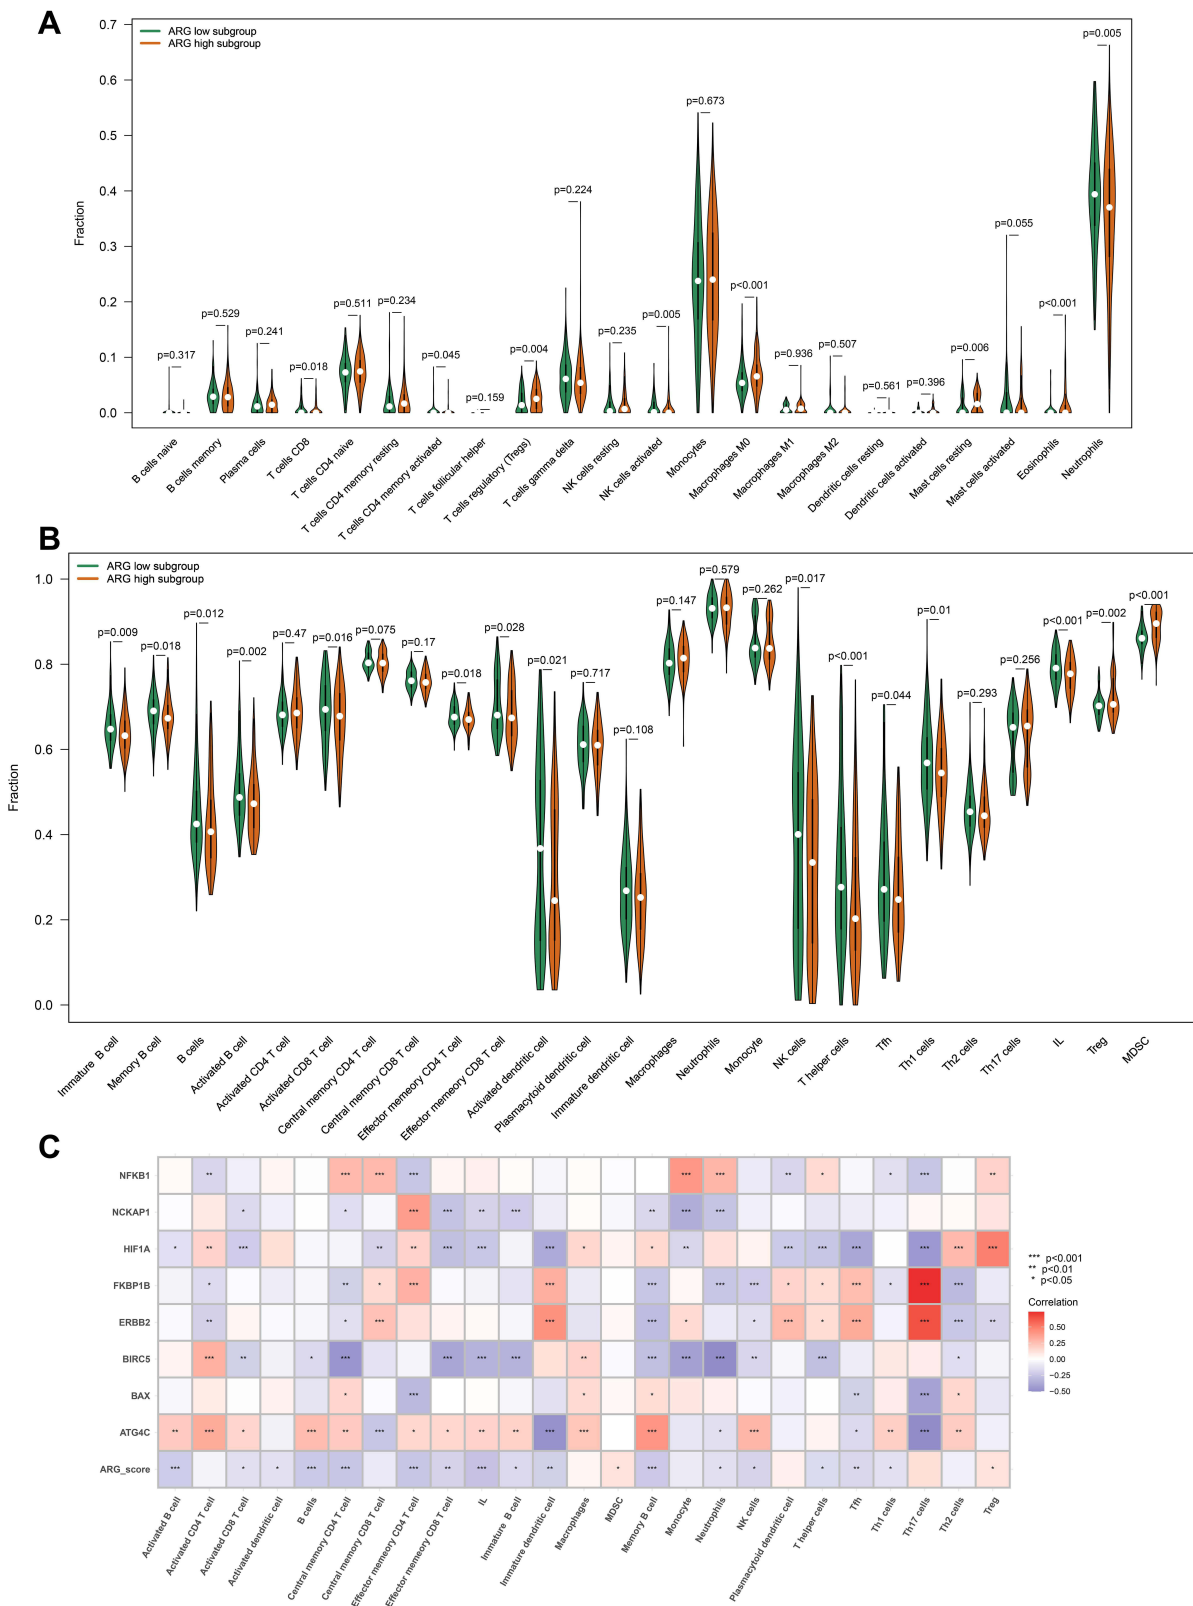 A
ARG low subgroup
ARG high subgroup
Fraction
0.7
0.6
0.5
0.4
0.3
0.2
0.1
0.0
p=0.317
p=0.529
p=0.241
p=0.018
p=0.511
p=0.234
p=0.045
p=0.159
p=0.004
p=0.224
p=0.235
p=0.005
p=0.673
p<0.001
p=0.936
p=0.507
p=0.561
p=0.396
p=0.006
p=0.055
p<0.001
p=0.005
B cells naive
B cells memory
Plasma cells
T cells CD8
T cells CD4 naive
T cells CD4 memory resting
T cells CD4 memory activated
T cells follicular helper
T cells regulatory (Tregs)
T cells gamma delta
NK cells resting
NK cells activated
Monocytes
Macrophages M0
Macrophages M1
Macrophages M2
Dendritic cells resting
Dendritic cells activated
Mast cells resting
Mast cells activated
Eosinophils
Neutrophils
B
ARG low subgroup
ARG high subgroup
Fraction
1.0
0.8
0.6
0.4
0.2
0.0
p=0.009
p=0.018
p=0.012
p=0.002
p=0.47
p=0.016
p=0.075
p=0.17
p=0.018
p=0.028
p=0.021
p=0.717
p=0.108
p=0.147
p=0.579
p=0.262
p=0.017
p<0.001
p=0.044
p=0.01
p=0.293
p=0.256
p<0.001
p=0.002
p<0.001
Immature  B cell
Memory B cell
B cells
Activated B cell
Activated CD4 T cell
Activated CD8 T cell
Central memory CD4 T cell
Central memory CD8 T cell
Effector memeory CD4 T cell
Effector memeory CD8 T cell
Activated dendritic cell
Plasmacytoid dendritic cell
Immature dendritic cell
Macrophages
Neutrophils
Monocyte
NK cells
T helper cells
Tfh
Th1 cells
Th2 cells
Th17 cells
IL
Treg
MDSC
C
NFKB1 ** *** *** *** *** *** ** * * *** **
NCKAP1 * * *** *** ** *** ** *** ***
HIF1A * ** *** ** ** *** *** *** * * ** *** *** *** *** *** ***
FKBP1B * ** * *** *** *** *** *** * * *** * *** ***
ERBB2 ** * *** *** *** * * *** * *** *** *** **
BIRC5 *** ** * *** *** *** *** ** *** *** *** ** *** *
BAX * *** * * ** *** *
ATG4C ** *** * *** ** *** * * ** ** *** *** *** * *** * ** *** **
ARG_score *** * * *** *** *** ** *** * ** * *** * * * ** * *
Activated B cell
Activated CD4 T cell
Activated CD8 T cell
Activated dendritic cell
B cells
Central memory CD4 T cell
Central memory CD8 T cell
Effector memeory CD4 T cell
Effector memeory CD8 T cell
IL
Immature  B cell
Immature dendritic cell
Macrophages
MDSC
Memory B cell
Monocyte
Neutrophils
NK cells
Plasmacytoid dendritic cell
T helper cells
Tfh
Th1 cells
Th17 cells
Th2 cells
Treg
*** p<0.001
** p<0.01
* p<0.05
Correlation
0.50
0.25
0.00
−0.25
−0.50